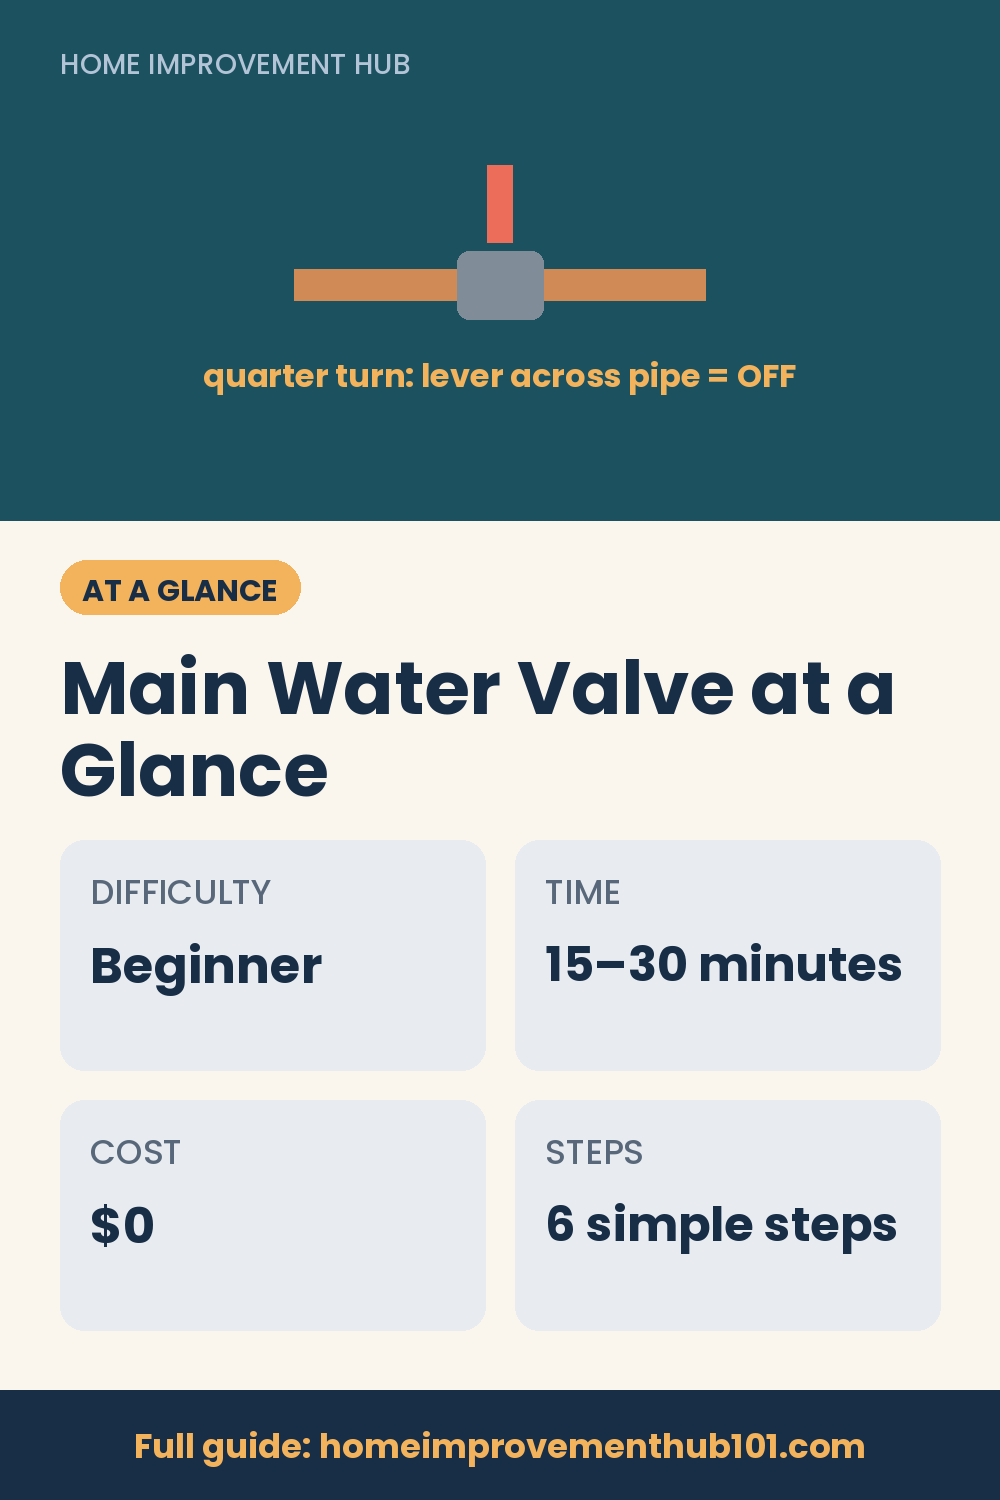 HOME IMPROVEMENT HUB
quarter turn: lever across pipe = OFF
AT A GLANCE
Main Water Valve at a
Glance
DIFFICULTY
Beginner
TIME
15–30 minutes
COST
$0
STEPS
6 simple steps
Full guide: homeimprovementhub101.com